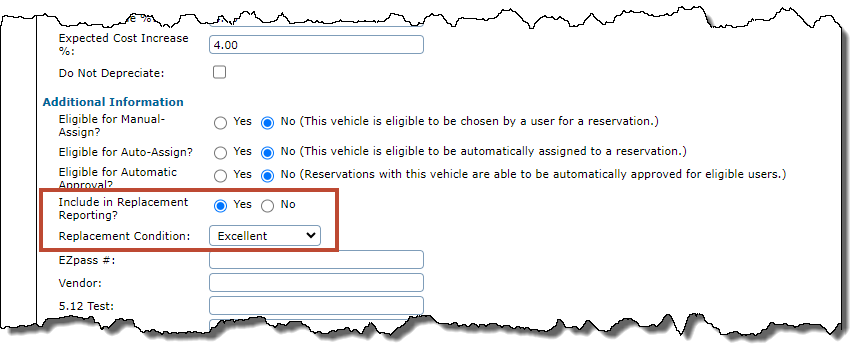 e %
Expected Cost Increase
%:
4.00
Do Not Depreciate:
Additional Information
Eligible for Manual-
Assign?
Yes No (This vehicle is eligible to be chosen by a user for a reservation.)
Eligible for Auto-Assign?
Yes No (This vehicle is eligible to be automatically assigned to a reservation.)
Eligible for Automatic
Approval?
Yes No (Reservations with this vehicle are able to be automatically approved for eligible users.)
Include in Replacement
Reporting?
Yes No
Replacement Condition: Excellent
EZpass #:
Vendor:
5.12 Test: